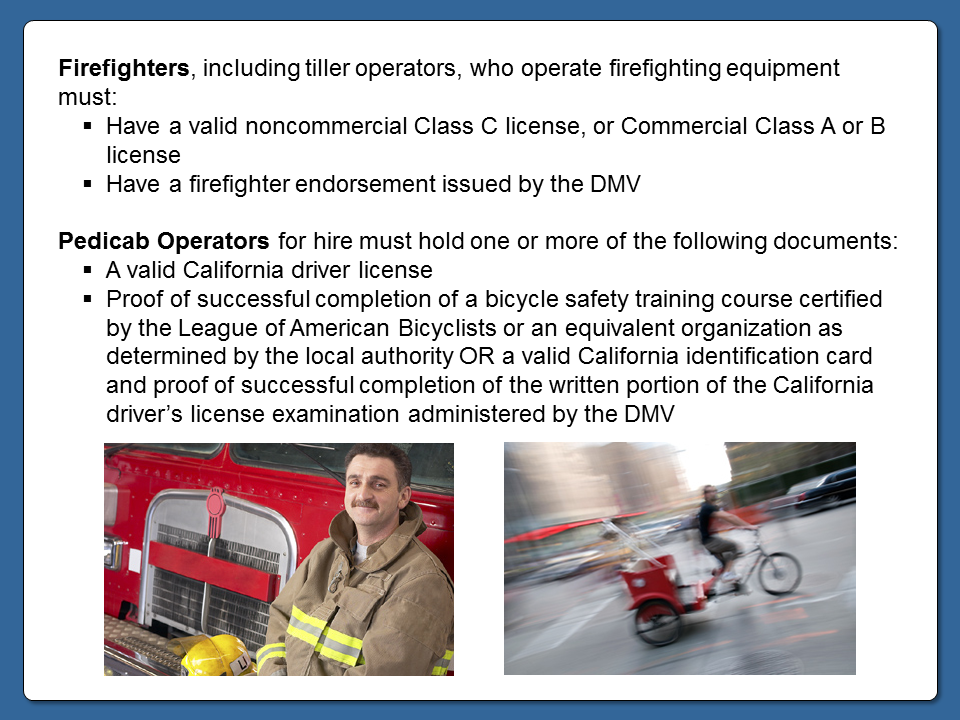 Firefighters, including tiller operators, who operate firefighting equipment
must:
▪ Have a valid noncommercial Class C license, or Commercial Class A or B
license
▪ Have a firefighter endorsement issued by the DMV
Pedicab Operators for hire must hold one or more of the following documents:
▪ A valid California driver license
▪ Proof of successful completion of a bicycle safety training course certified
by the League of American Bicyclists or an equivalent organization as
determined by the local authority OR a valid California identification card
and proof of successful completion of the written portion of the California
driver’s license examination administered by the DMV